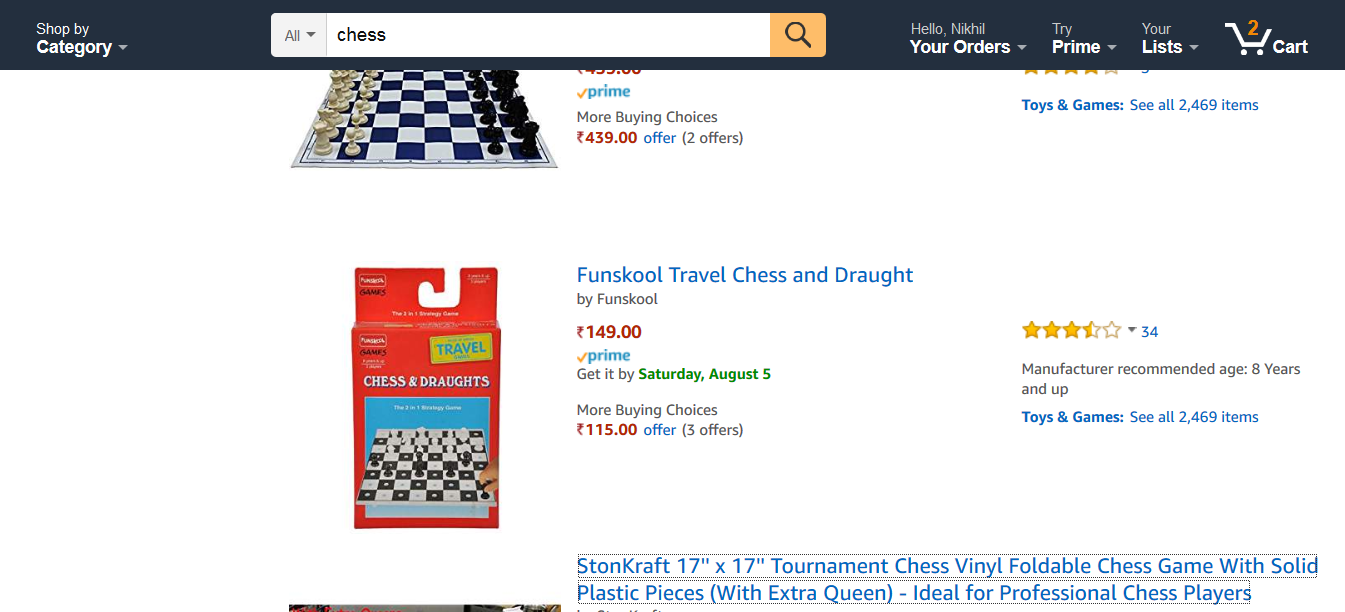 Shop by
Category
All
chess
Hello, Nikhil
Your Orders
Try
Prime
Your
Lists
2
Cart
prime
More Buying Choices
₹439.00 offer (2 offers)
Toys & Games: See all 2,469 items
FUNSKOOL
GAMES
The 2 in 1 Strategy Game
FUNSKOOL
GAMES
TRAVEL
CHESS & DRAUGHTS
The 2 in 1 Strategy Game
Funskool Travel Chess and Draught
by Funskool
₹149.00
prime
Get it by Saturday, August 5
More Buying Choices
₹115.00 offer (3 offers)
34
Manufacturer recommended age: 8 Years
and up
Toys & Games: See all 2,469 items
StonKraft 17" x 17" Tournament Chess Vinyl Foldable Chess Game With Solid
Plastic Pieces (With Extra Queen) - Ideal for Professional Chess Players